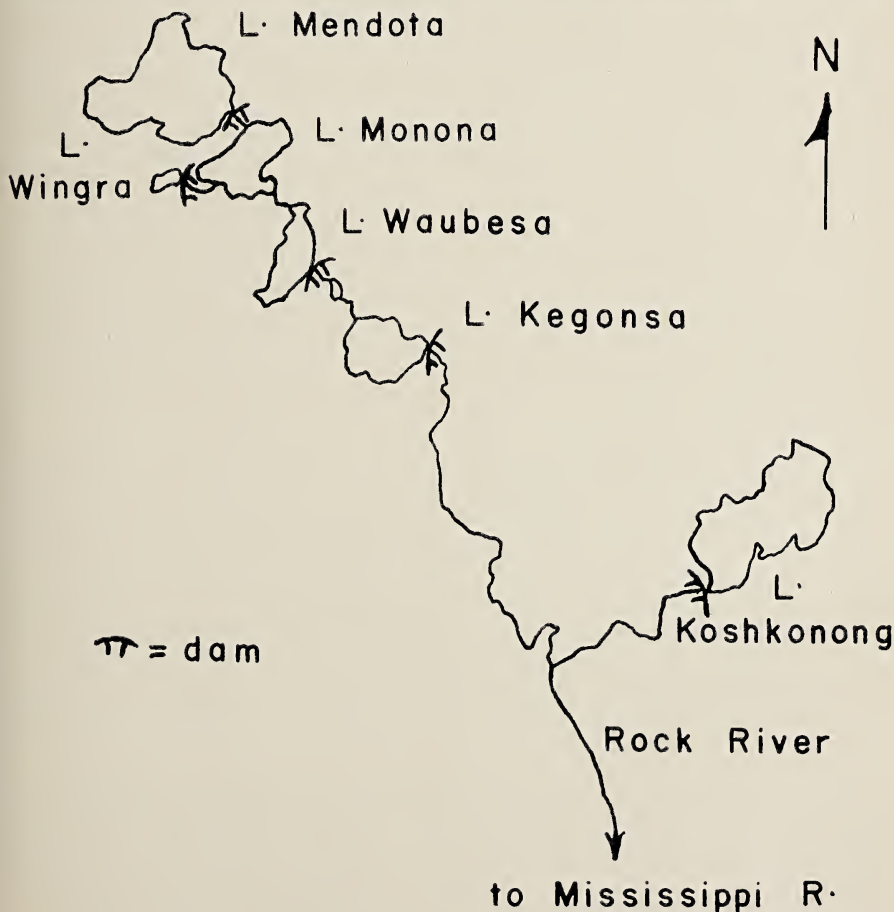 L. Mendota
N
L. Monona
L.
Wingra
L. Waubesa
L. Kegonsa
L.
Koshkonong
= dam
Rock River
to Mississippi R.